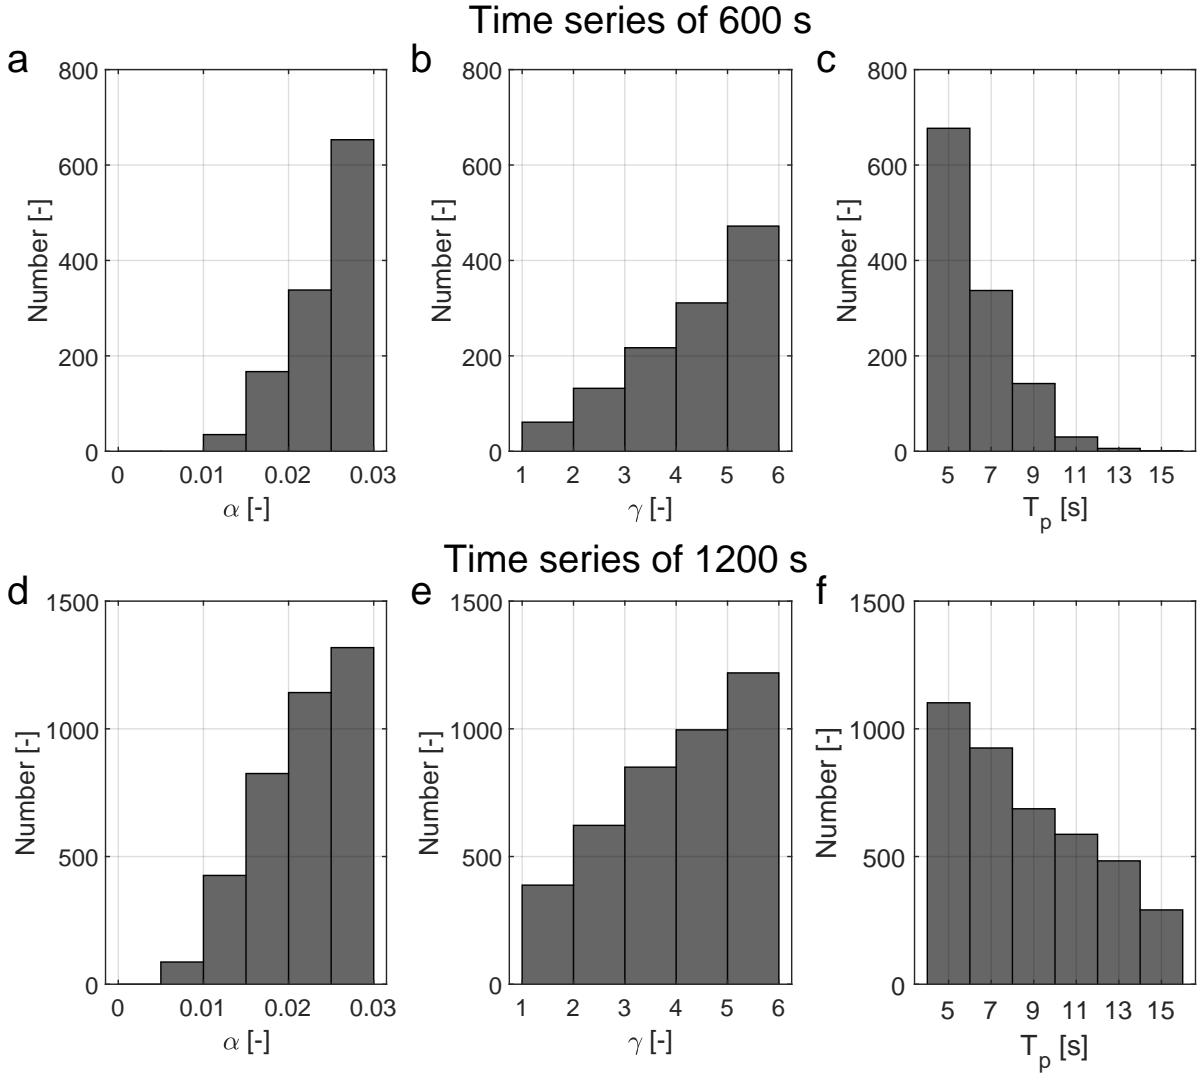 Time series of 600 s
a
b
c
Number [-]
800
600
400
200
0
0
0.01
0.02
0.03
α [-]
Number [-]
800
600
400
200
0
1
2
3
4
5
6
γ [-]
Number [-]
800
600
400
200
0
5
7
9
11
13
15
Tp [s]
Time series of 1200 s
d
e
f
Number [-]
1500
1000
500
0
0
0.01
0.02
0.03
α [-]
Number [-]
1500
1000
500
0
1
2
3
4
5
6
γ [-]
Number [-]
1500
1000
500
0
5
7
9
11
13
15
Tp [s]